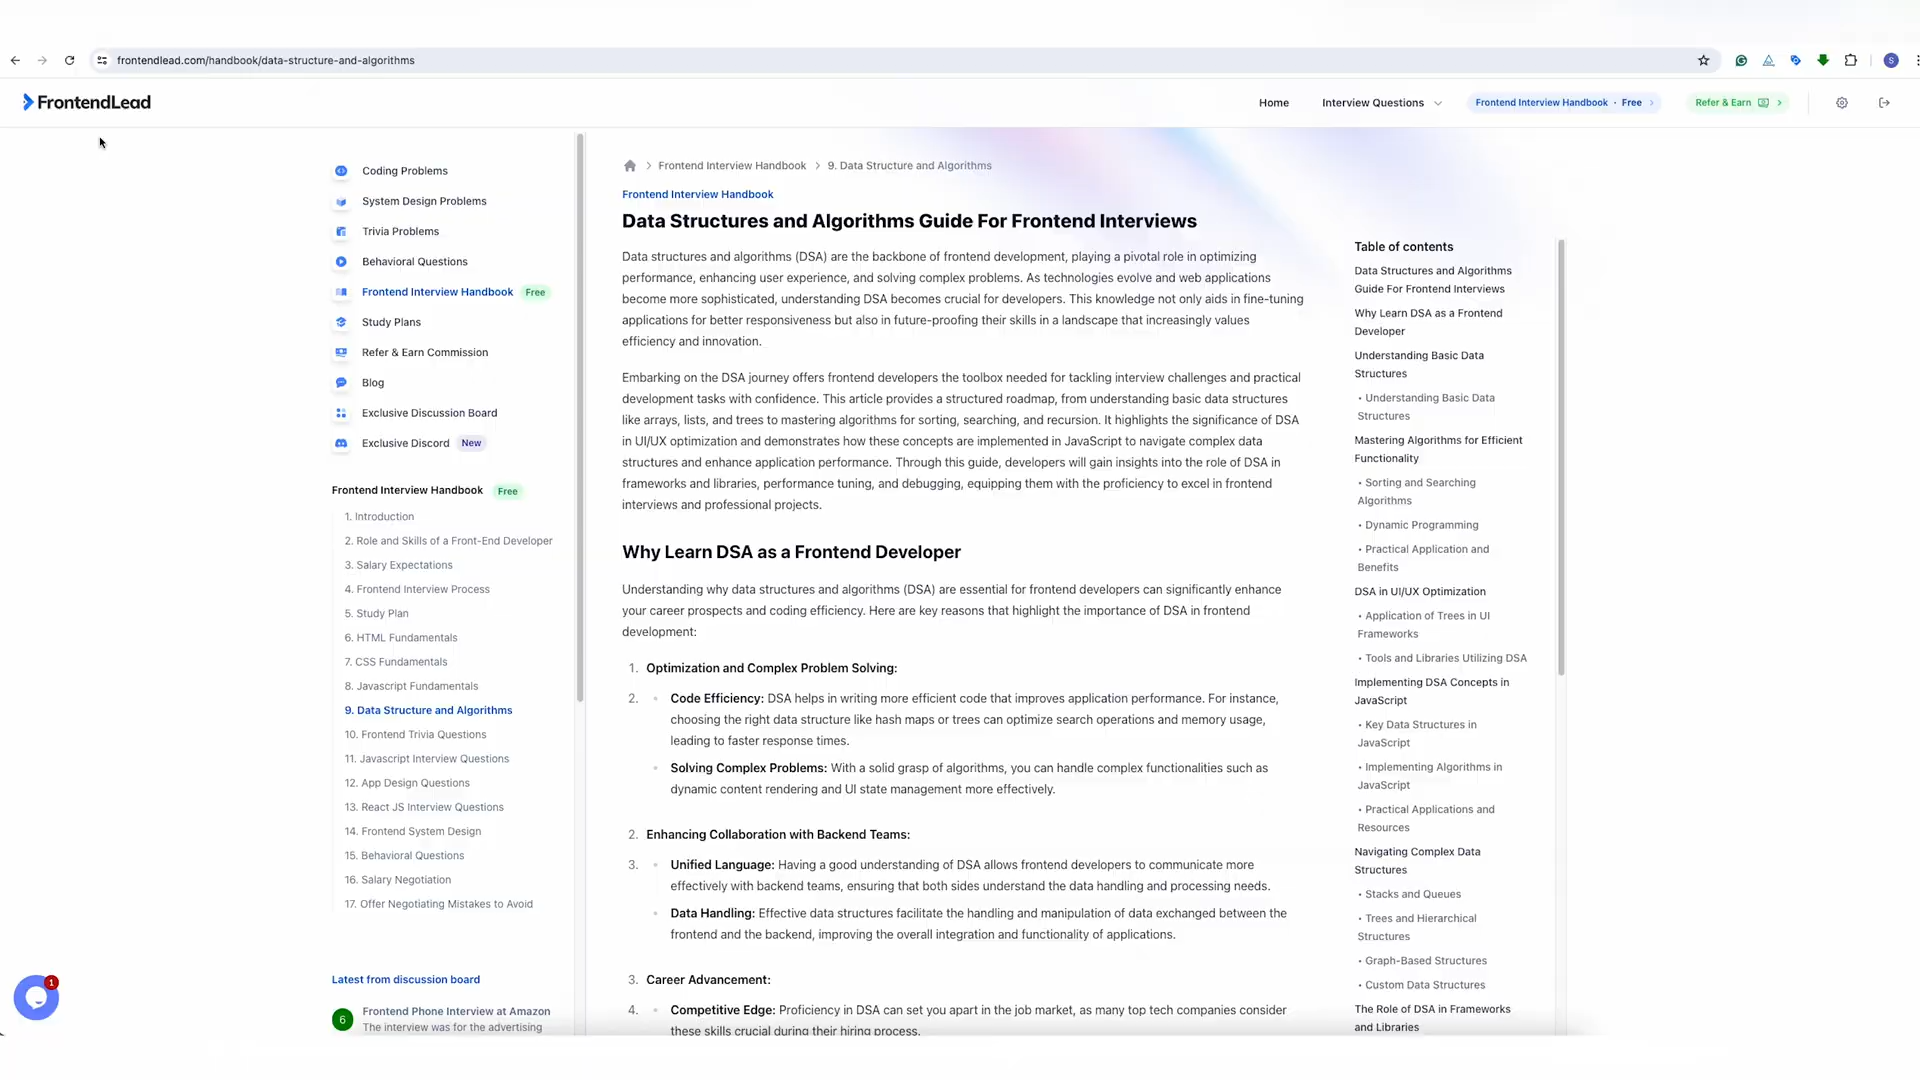 frontendlead.com/handbook/data-structure-and-algorithms
S
FrontendLead
Home
Interview Questions
Frontend Interview Handbook · Free
Refer & Earn
Coding Problems
System Design Problems
Trivia Problems
Behavioral Questions
Frontend Interview Handbook Free
Study Plans
Refer & Earn Commission
Blog
Exclusive Discussion Board
Exclusive Discord New
Frontend Interview Handbook Free
1. Introduction
2. Role and Skills of a Front-End Developer
3. Salary Expectations
4. Frontend Interview Process
5. Study Plan
6. HTML Fundamentals
7. CSS Fundamentals
8. Javascript Fundamentals
9. Data Structure and Algorithms
10. Frontend Trivia Questions
11. Javascript Interview Questions
12. App Design Questions
13. React JS Interview Questions
14. Frontend System Design
15. Behavioral Questions
16. Salary Negotiation
17. Offer Negotiating Mistakes to Avoid
Latest from discussion board
6
Frontend Phone Interview at Amazon
The interview was for the advertising
1
Frontend Interview Handbook
9. Data Structure and Algorithms
Frontend Interview Handbook
Data Structures and Algorithms Guide For Frontend Interviews
Data structures and algorithms (DSA) are the backbone of frontend development, playing a pivotal role in optimizing
performance, enhancing user experience, and solving complex problems. As technologies evolve and web applications
become more sophisticated, understanding DSA becomes crucial for developers. This knowledge not only aids in fine-tuning
applications for better responsiveness but also in future-proofing their skills in a landscape that increasingly values
efficiency and innovation.
Embarking on the DSA journey offers frontend developers the toolbox needed for tackling interview challenges and practical
development tasks with confidence. This article provides a structured roadmap, from understanding basic data structures
like arrays, lists, and trees to mastering algorithms for sorting, searching, and recursion. It highlights the significance of DSA
in UI/UX optimization and demonstrates how these concepts are implemented in JavaScript to navigate complex data
structures and enhance application performance. Through this guide, developers will gain insights into the role of DSA in
frameworks and libraries, performance tuning, and debugging, equipping them with the proficiency to excel in frontend
interviews and professional projects.
Why Learn DSA as a Frontend Developer
Understanding why data structures and algorithms (DSA) are essential for frontend developers can significantly enhance
your career prospects and coding efficiency. Here are key reasons that highlight the importance of DSA in frontend
development:
1. Optimization and Complex Problem Solving:
2. • Code Efficiency: DSA helps in writing more efficient code that improves application performance. For instance,
choosing the right data structure like hash maps or trees can optimize search operations and memory usage,
leading to faster response times.
• Solving Complex Problems: With a solid grasp of algorithms, you can handle complex functionalities such as
dynamic content rendering and UI state management more effectively.
2. Enhancing Collaboration with Backend Teams:
3. • Unified Language: Having a good understanding of DSA allows frontend developers to communicate more
effectively with backend teams, ensuring that both sides understand the data handling and processing needs.
• Data Handling: Effective data structures facilitate the handling and manipulation of data exchanged between the
frontend and the backend, improving the overall integration and functionality of applications.
3. Career Advancement:
4. • Competitive Edge: Proficiency in DSA can set you apart in the job market, as many top tech companies consider
these skills crucial during their hiring process.
Table of contents
Data Structures and Algorithms
Guide For Frontend Interviews
Why Learn DSA as a Frontend
Developer
Understanding Basic Data
Structures
• Understanding Basic Data
Structures
Mastering Algorithms for Efficient
Functionality
• Sorting and Searching
Algorithms
• Dynamic Programming
• Practical Application and
Benefits
DSA in UI/UX Optimization
• Application of Trees in UI
Frameworks
• Tools and Libraries Utilizing DSA
Implementing DSA Concepts in
JavaScript
• Key Data Structures in
JavaScript
• Implementing Algorithms in
JavaScript
• Practical Applications and
Resources
Navigating Complex Data
Structures
• Stacks and Queues
• Trees and Hierarchical
Structures
• Graph-Based Structures
• Custom Data Structures
The Role of DSA in Frameworks
and Libraries